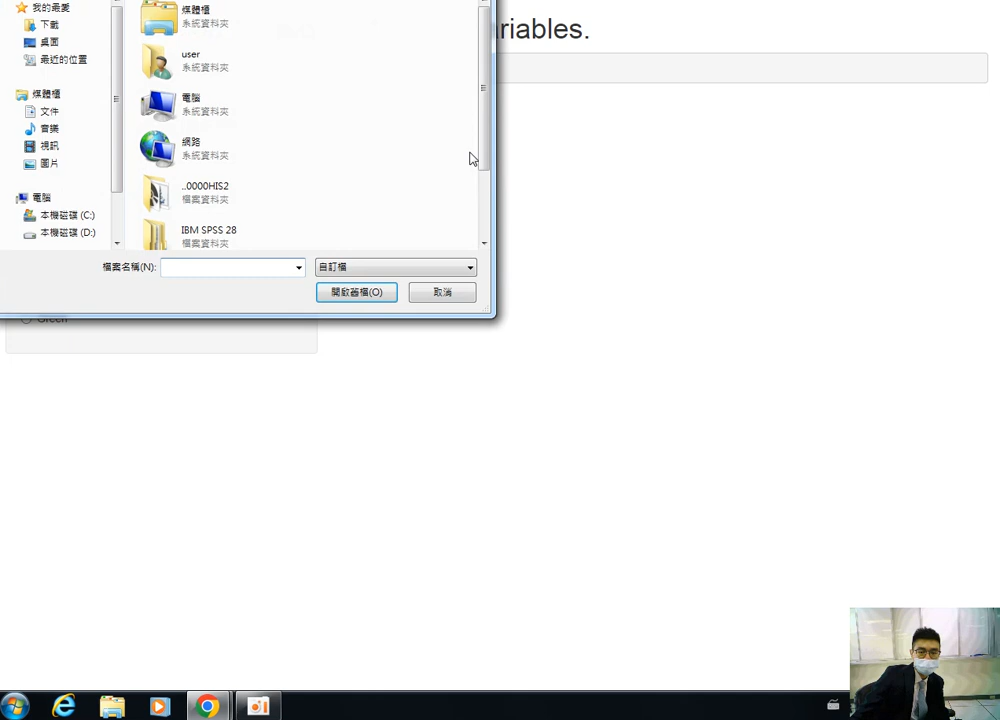 我的最愛
下載
桌面
最近的位置
媒體櫃
文件
音樂
視訊
圖片
電腦
本機磁碟 (C:)
本機磁碟 (D:)
媒體櫃
系統資料夾
user
系統資料夾
電腦
系統資料夾
網路
系統資料夾
..0000HIS2
檔案資料夾
IBM SPSS 28
檔案資料夾
檔案名稱(N):
自訂檔
開啟舊檔(O)
取消
riables.
Green